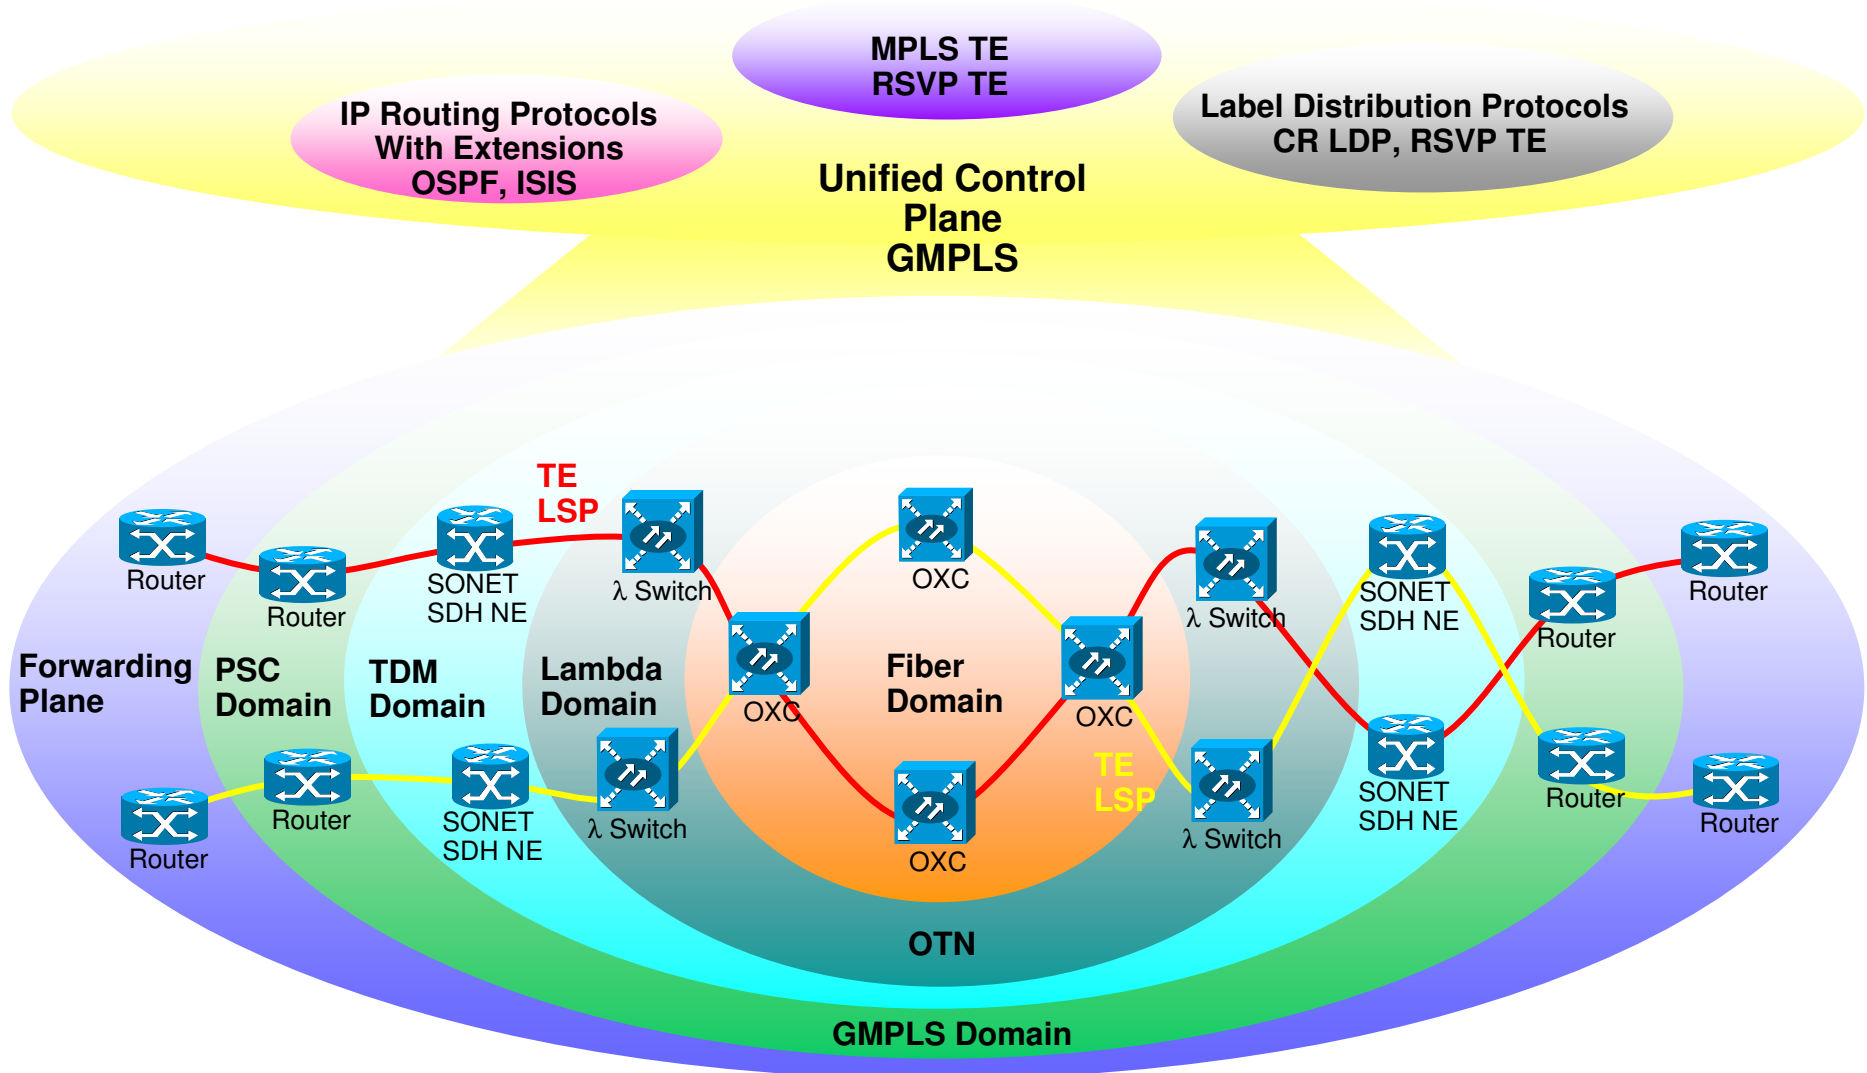 MPLS TE
RSVP TE
IP Routing Protocols
With Extensions
OSPF, ISIS
Label Distribution Protocols
CR LDP, RSVP TE
Unified Control
Plane
GMPLS
TE
LSP
Router
Router
SONET
SDH NE
λ Switch
OXC
OXC
OXC
λ Switch
SONET
SDH NE
Router
Router
Forwarding
Plane
PSC
Domain
TDM
Domain
Lambda
Domain
Fiber
Domain
TE
LSP
Router
Router
SONET
SDH NE
λ Switch
OXC
λ Switch
SONET
SDH NE
Router
Router
OTN
GMPLS Domain